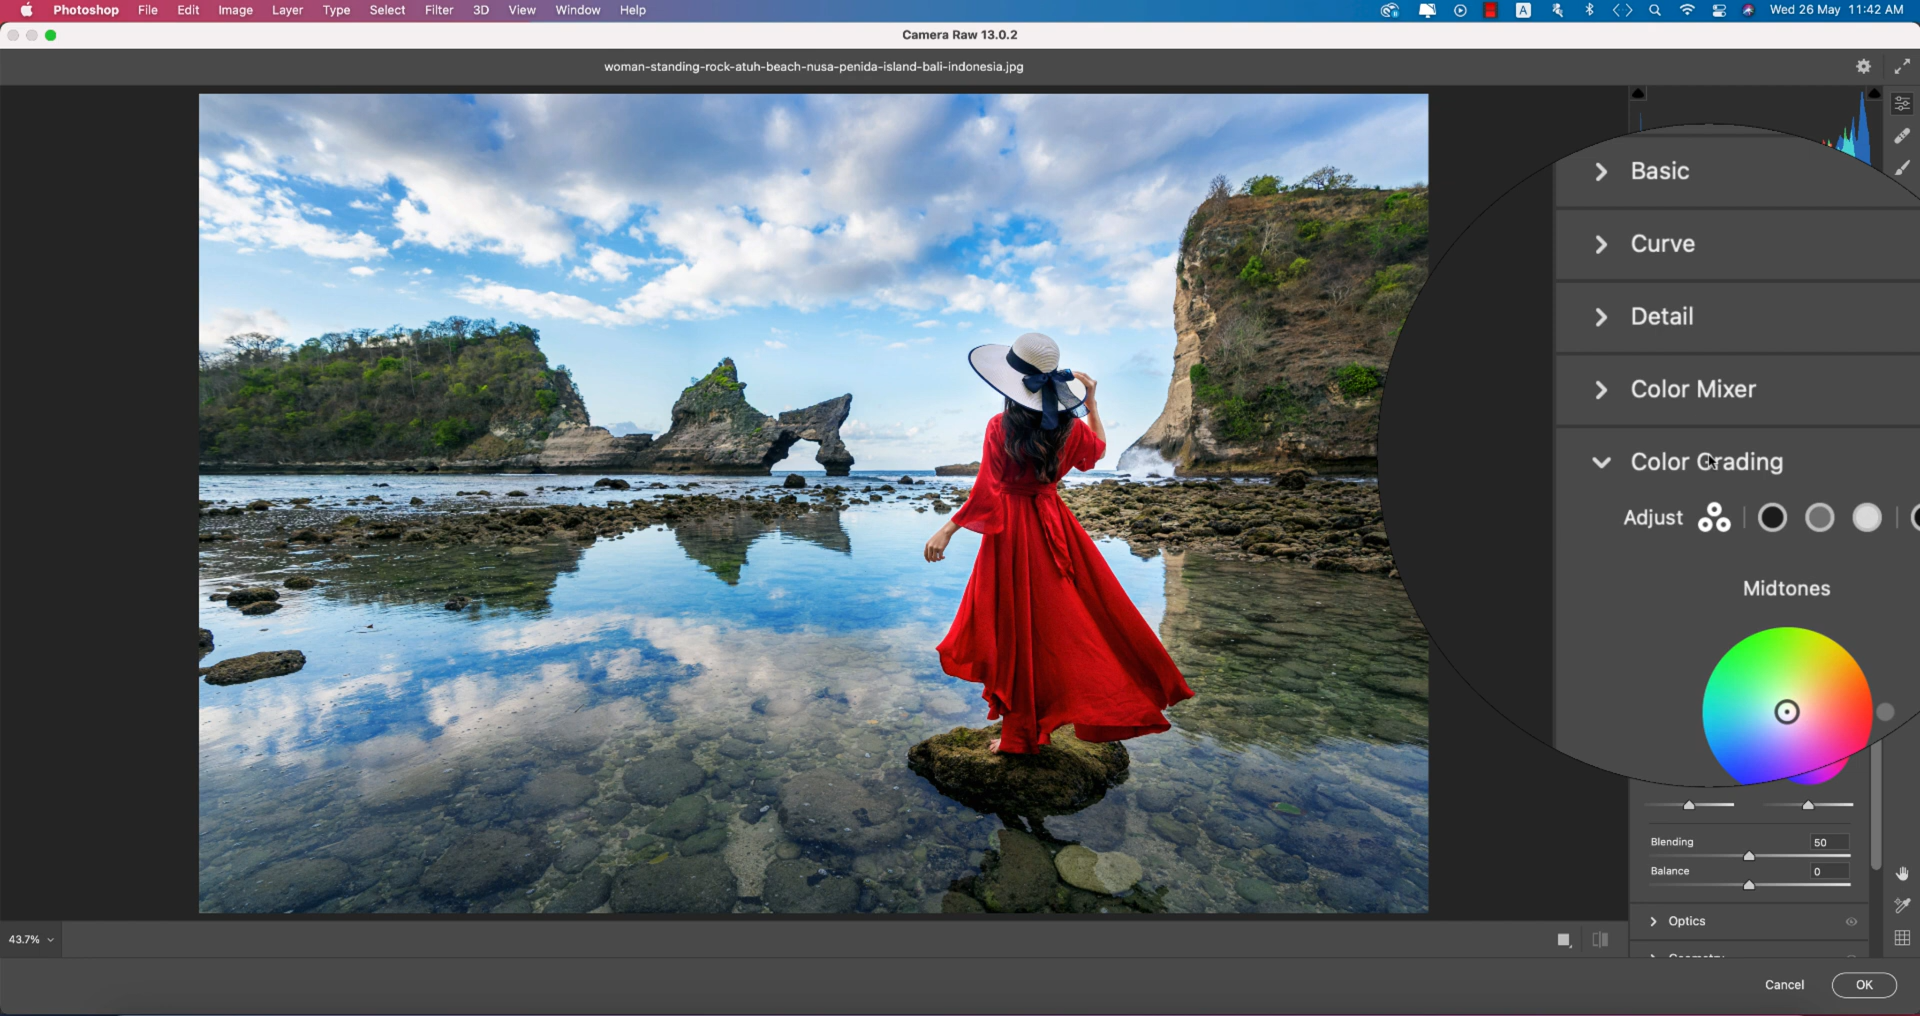 Photoshop File Edit Image Layer Type Select Filter 3D View Window Help A Wed 26 May 11:42 AM
Camera Raw 13.0.2
woman-standing-rock-atuh-beach-nusa-penida-island-bali-indonesia.jpg
Basic
Curve
Detail
Color Mixer
Color Grading
Adjust
Midtones
Blending 50
Balance 0
Optics
Geometry
43.7%
Cancel OK